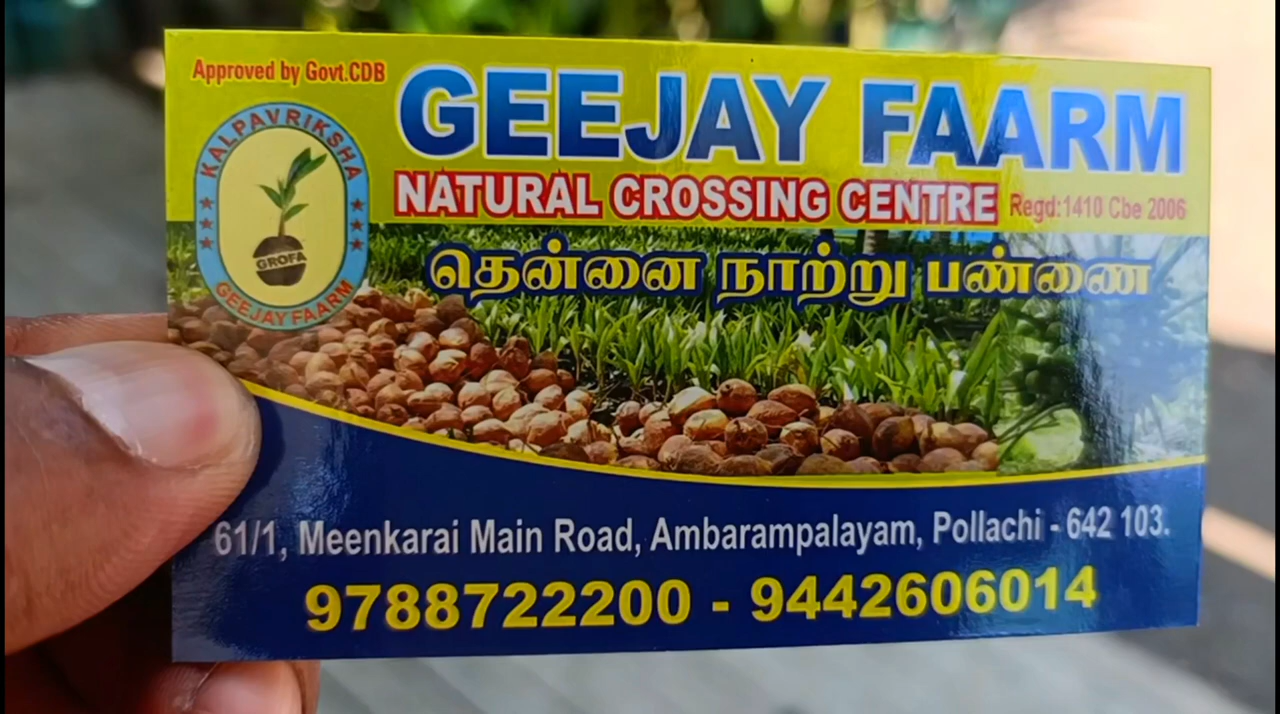 Approved by Govt.CDB
GEEJAY FAARM
KALPAVRIKSHA
GROFA
GEEJAY FAARM
NATURAL CROSSING CENTRE
Regd:1410 Cbe 2006
தென்னை நாற்று பண்ணை
61/1, Meenkarai Main Road, Ambarampalayam, Pollachi - 642 103.
9788722200 - 9442606014